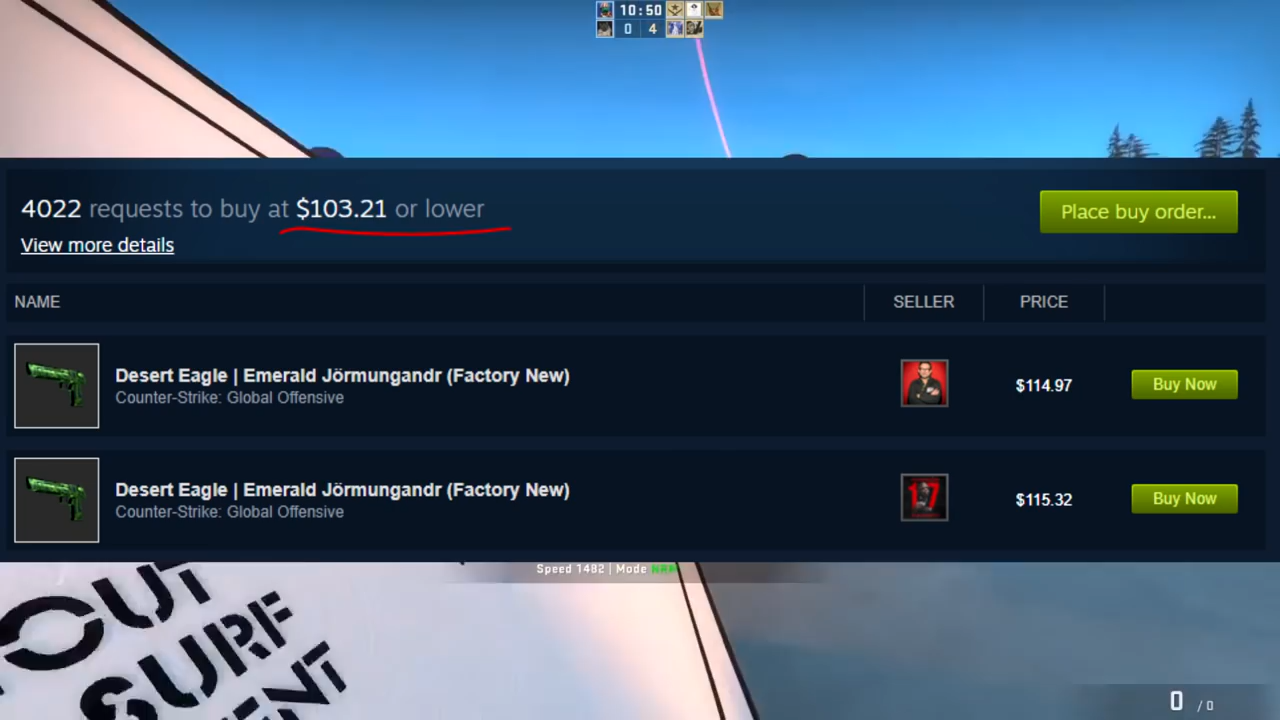 10:50
0 4
4022 requests to buy at $103.21 or lower
Place buy order...
View more details
NAME SELLER PRICE
Desert Eagle | Emerald Jörmungandr (Factory New)
Counter-Strike: Global Offensive
$114.97
Buy Now
Desert Eagle | Emerald Jörmungandr (Factory New)
Counter-Strike: Global Offensive
17
$115.32
Buy Now
Speed 1482 | Mode NRM
OUT
SURF
ENT
0 / 0